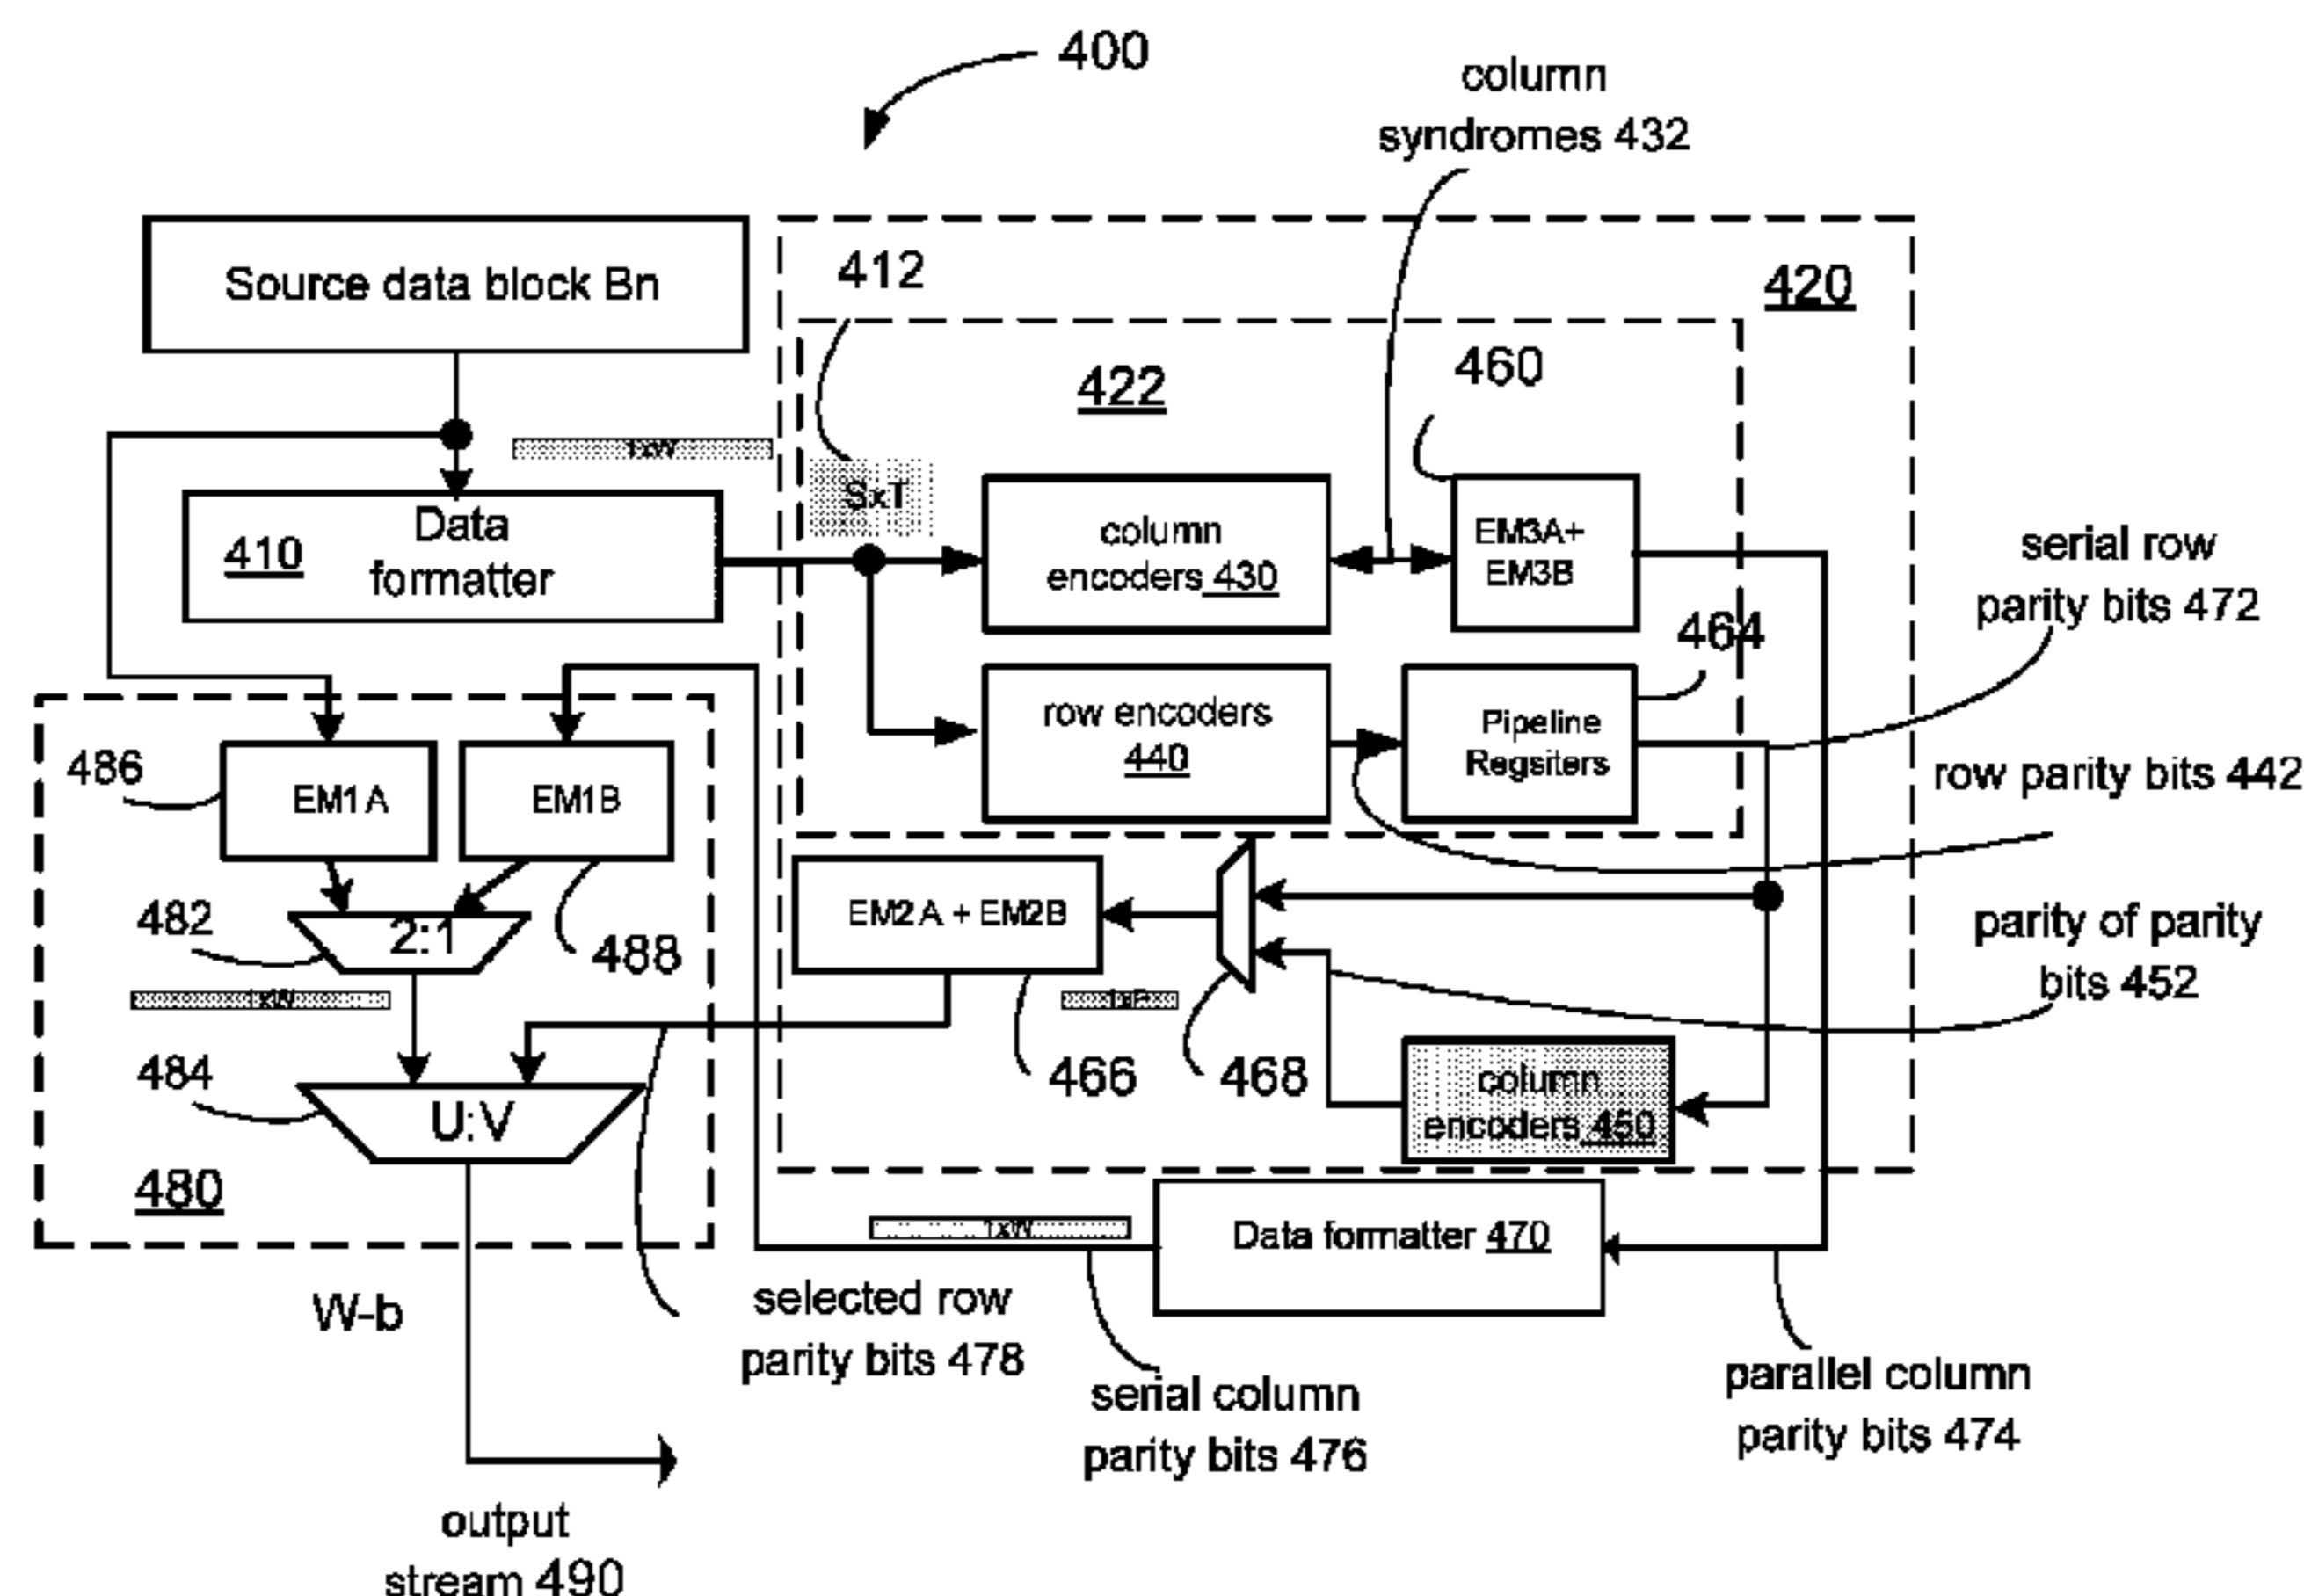 400
column
syndromes 432
Source data block Bn
412
420
422
460
1xW
SxT
Data
formatter
410
column
encoders 430
EM3A+
EM3B
serial row
parity bits 472
464
row encoders
440
Pipeline
Regsiters
row parity bits 442
486
EM1A
EM1B
482
2:1
488
EM2A + EM2B
parity of parity
bits 452
1xW
484
U:V
466
468
column
encoders 450
480
1xW
Data formatter 470
W-b
selected row
parity bits 478
serial column
parity bits 476
parallel column
parity bits 474
output
stream 490